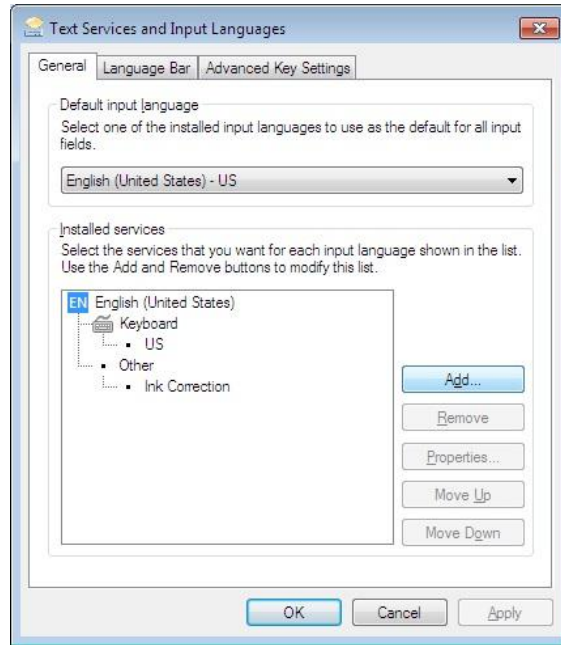 Text Services and Input Languages
General Language Bar Advanced Key Settings
Default input language
Select one of the installed input languages to use as the default for all input
fields.
English (United States) - US
Installed services
Select the services that you want for each input language shown in the list.
Use the Add and Remove buttons to modify this list.
EN English (United States)
Keyboard
US
Other
Ink Correction
Add...
Remove
Properties...
Move Up
Move Down
OK Cancel Apply